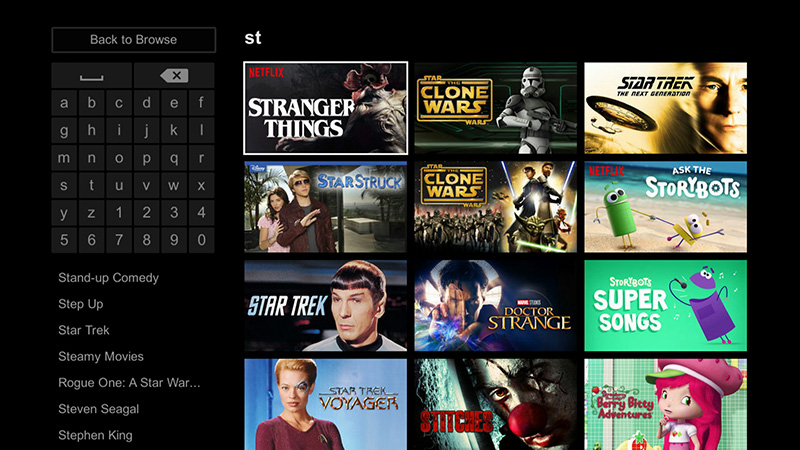 Back to Browse
st
a b c d e f
g h i j k l
m n o p q r
s t u v w x
y z 1 2 3 4
5 6 7 8 9 0
Stand-up Comedy
Step Up
Star Trek
Steamy Movies
Rogue One: A Star War...
Steven Seagal
Stephen King
NETFLIX
STRANGER
THINGS
STAR
THE
CLONE
WARS
WARS
STAR TREK
THE NEXT GENERATION
Disney
STARSTRUCK
STAR
THE
CLONE
WARS
WARS
NETFLIX
ASK THE
STORYBOTS
STAR TREK
MARVEL STUDIOS
DOCTOR
STRANGE
STORYBOTS
SUPER
SONGS
STAR TREK
VOYAGER
STITCHES
Berry Bitty
Adventures